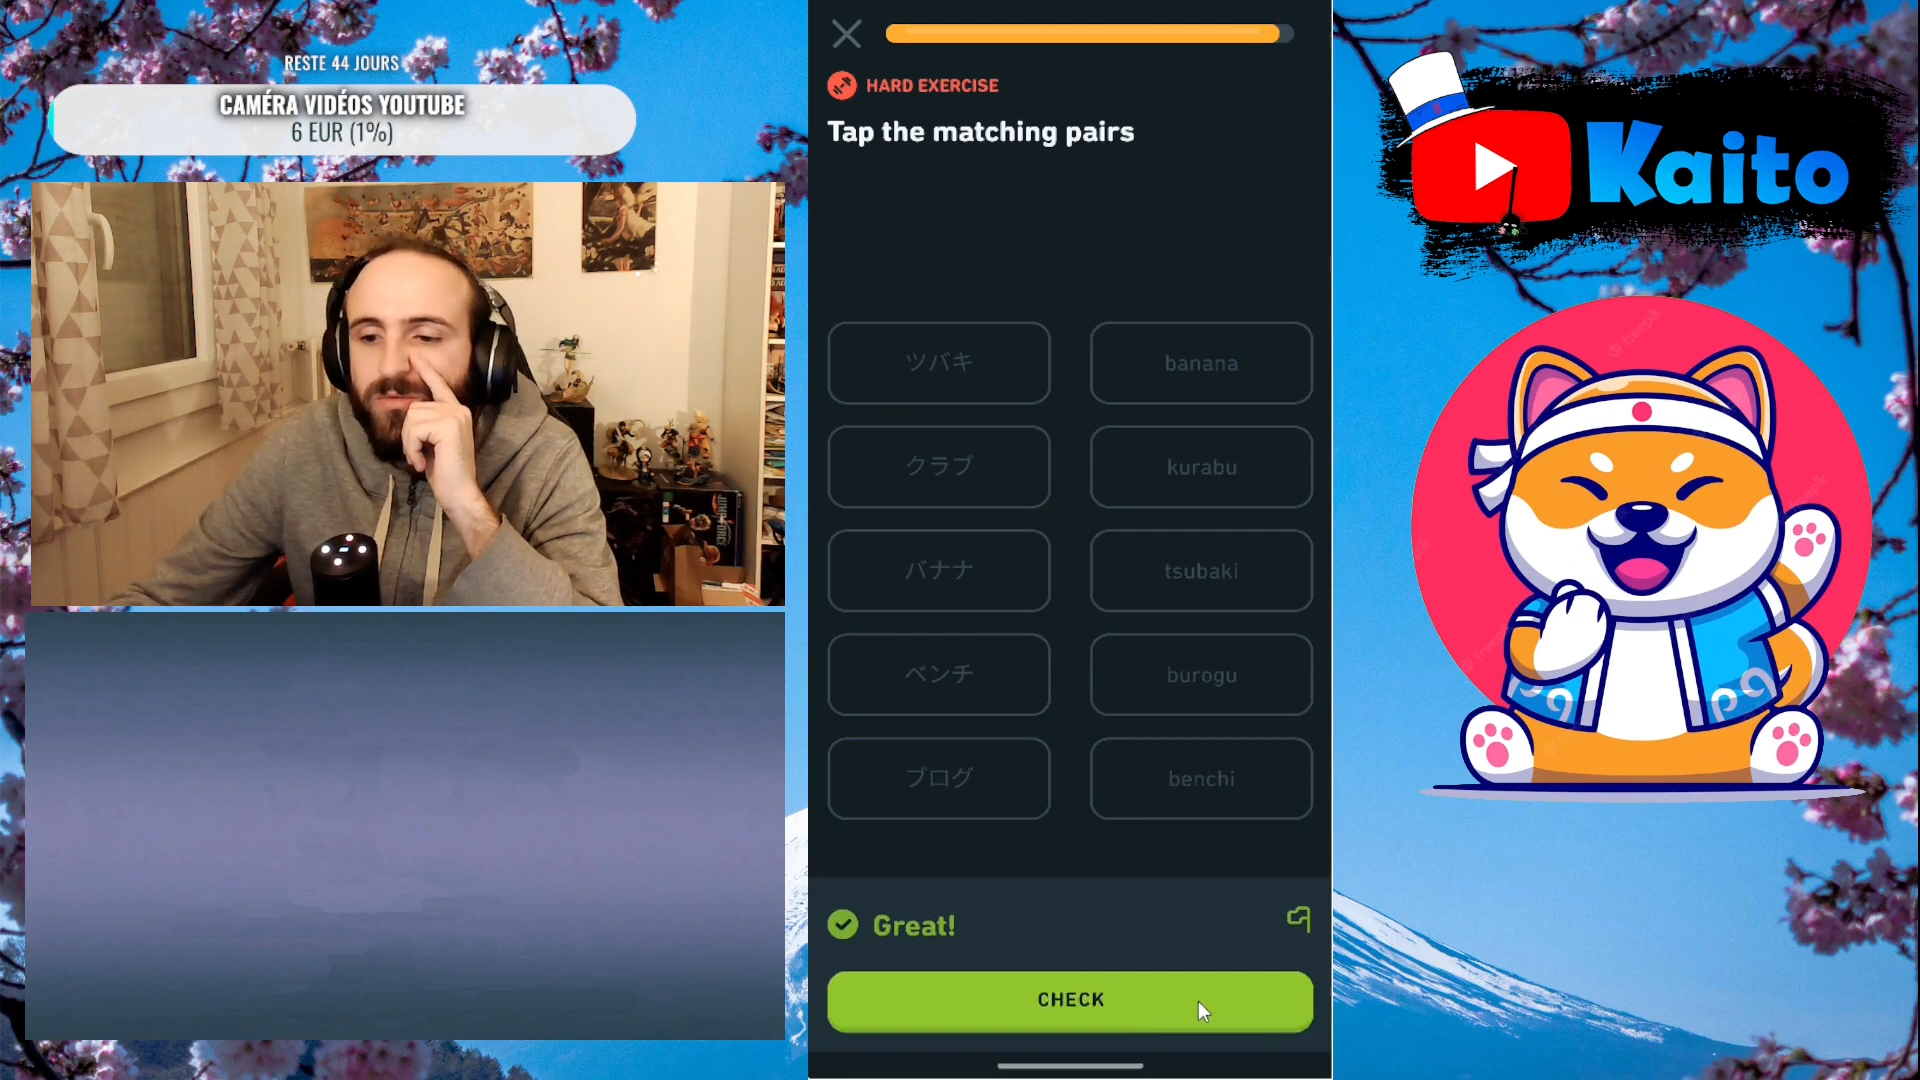 RESTE 44 JOURS
CAMÉRA VIDÉOS YOUTUBE
6 EUR (1%)
HARD EXERCISE
Tap the matching pairs
ツバキ
banana
クラブ
kurabu
バナナ
tsubaki
ベンチ
burogu
ブログ
benchi
Great!
CHECK
Kaito